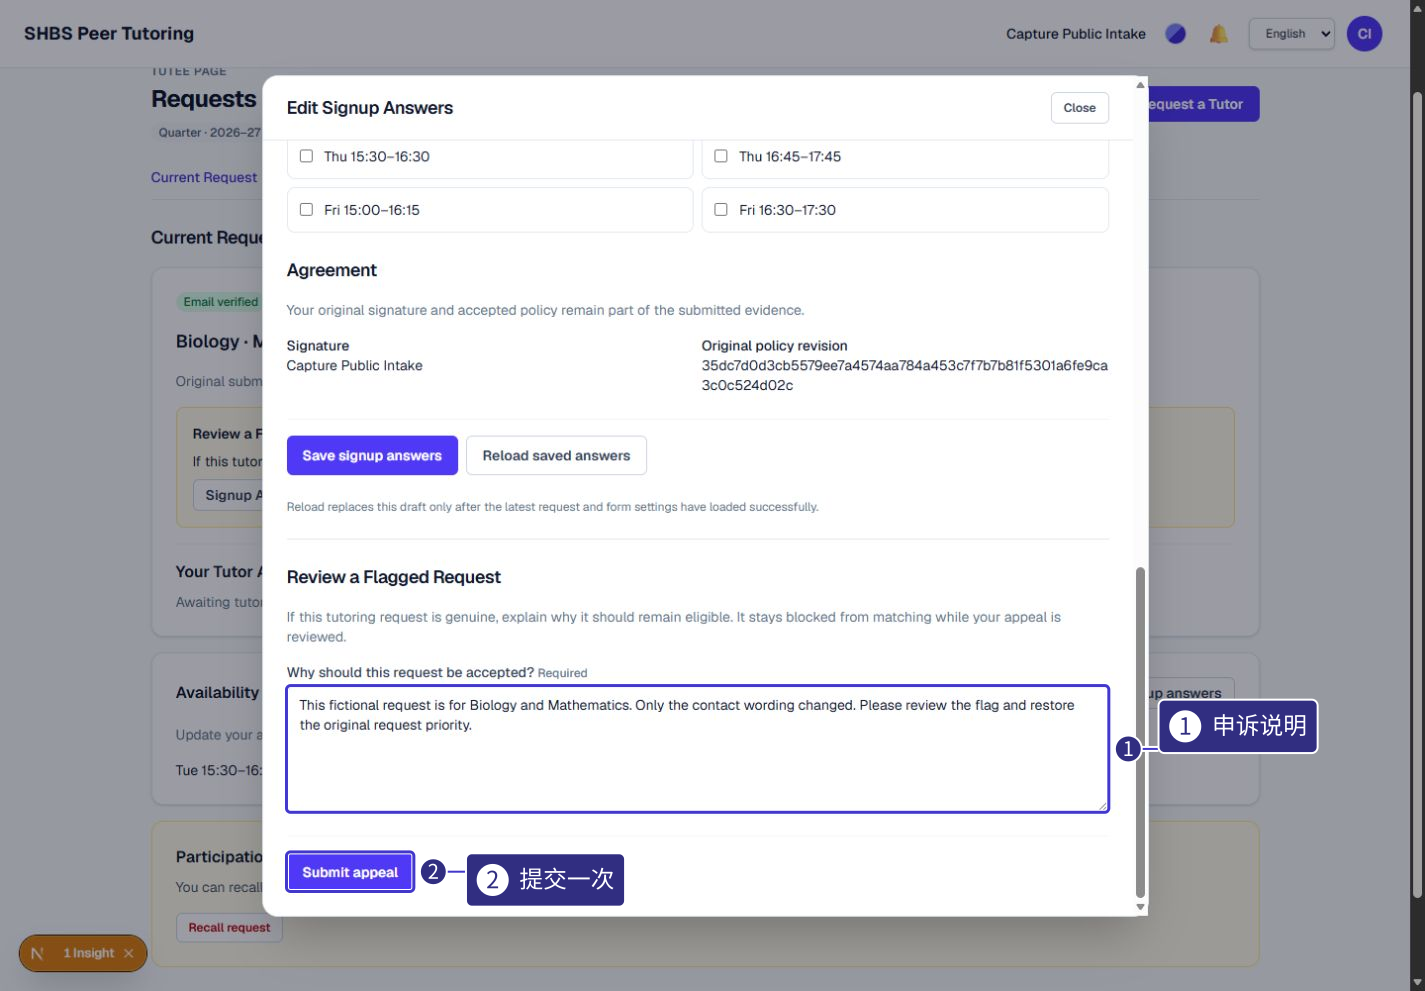 SHBS Peer Tutoring
Capture Public Intake
English
CI
TUTEE PAGE
Requests
Quarter · 2026–27
equest a Tutor
Current Request
Current Reque
Email verified
Biology · M
Original subm
Review a F
If this tutor
Signup A
Your Tutor A
Awaiting tuto
Availability
up answers
Update your a
Tue 15:30–16:
Participatio
You can recall
Recall request
N
1 Insight ×
Edit Signup Answers
Close
Thu 15:30–16:30
Thu 16:45–17:45
Fri 15:00–16:15
Fri 16:30–17:30
Agreement
Your original signature and accepted policy remain part of the submitted evidence.
Signature
Capture Public Intake
Original policy revision
35dc7d0d3cb5579ee7a4574aa784a453c7f7b7b81f5301a6fe9ca
3c0c524d02c
Save signup answers
Reload saved answers
Reload replaces this draft only after the latest request and form settings have loaded successfully.
Review a Flagged Request
If this tutoring request is genuine, explain why it should remain eligible. It stays blocked from matching while your appeal is
reviewed.
Why should this request be accepted? Required
This fictional request is for Biology and Mathematics. Only the contact wording changed. Please review the flag and restore
the original request priority.
1
1 申诉说明
Submit appeal
2
2 提交一次